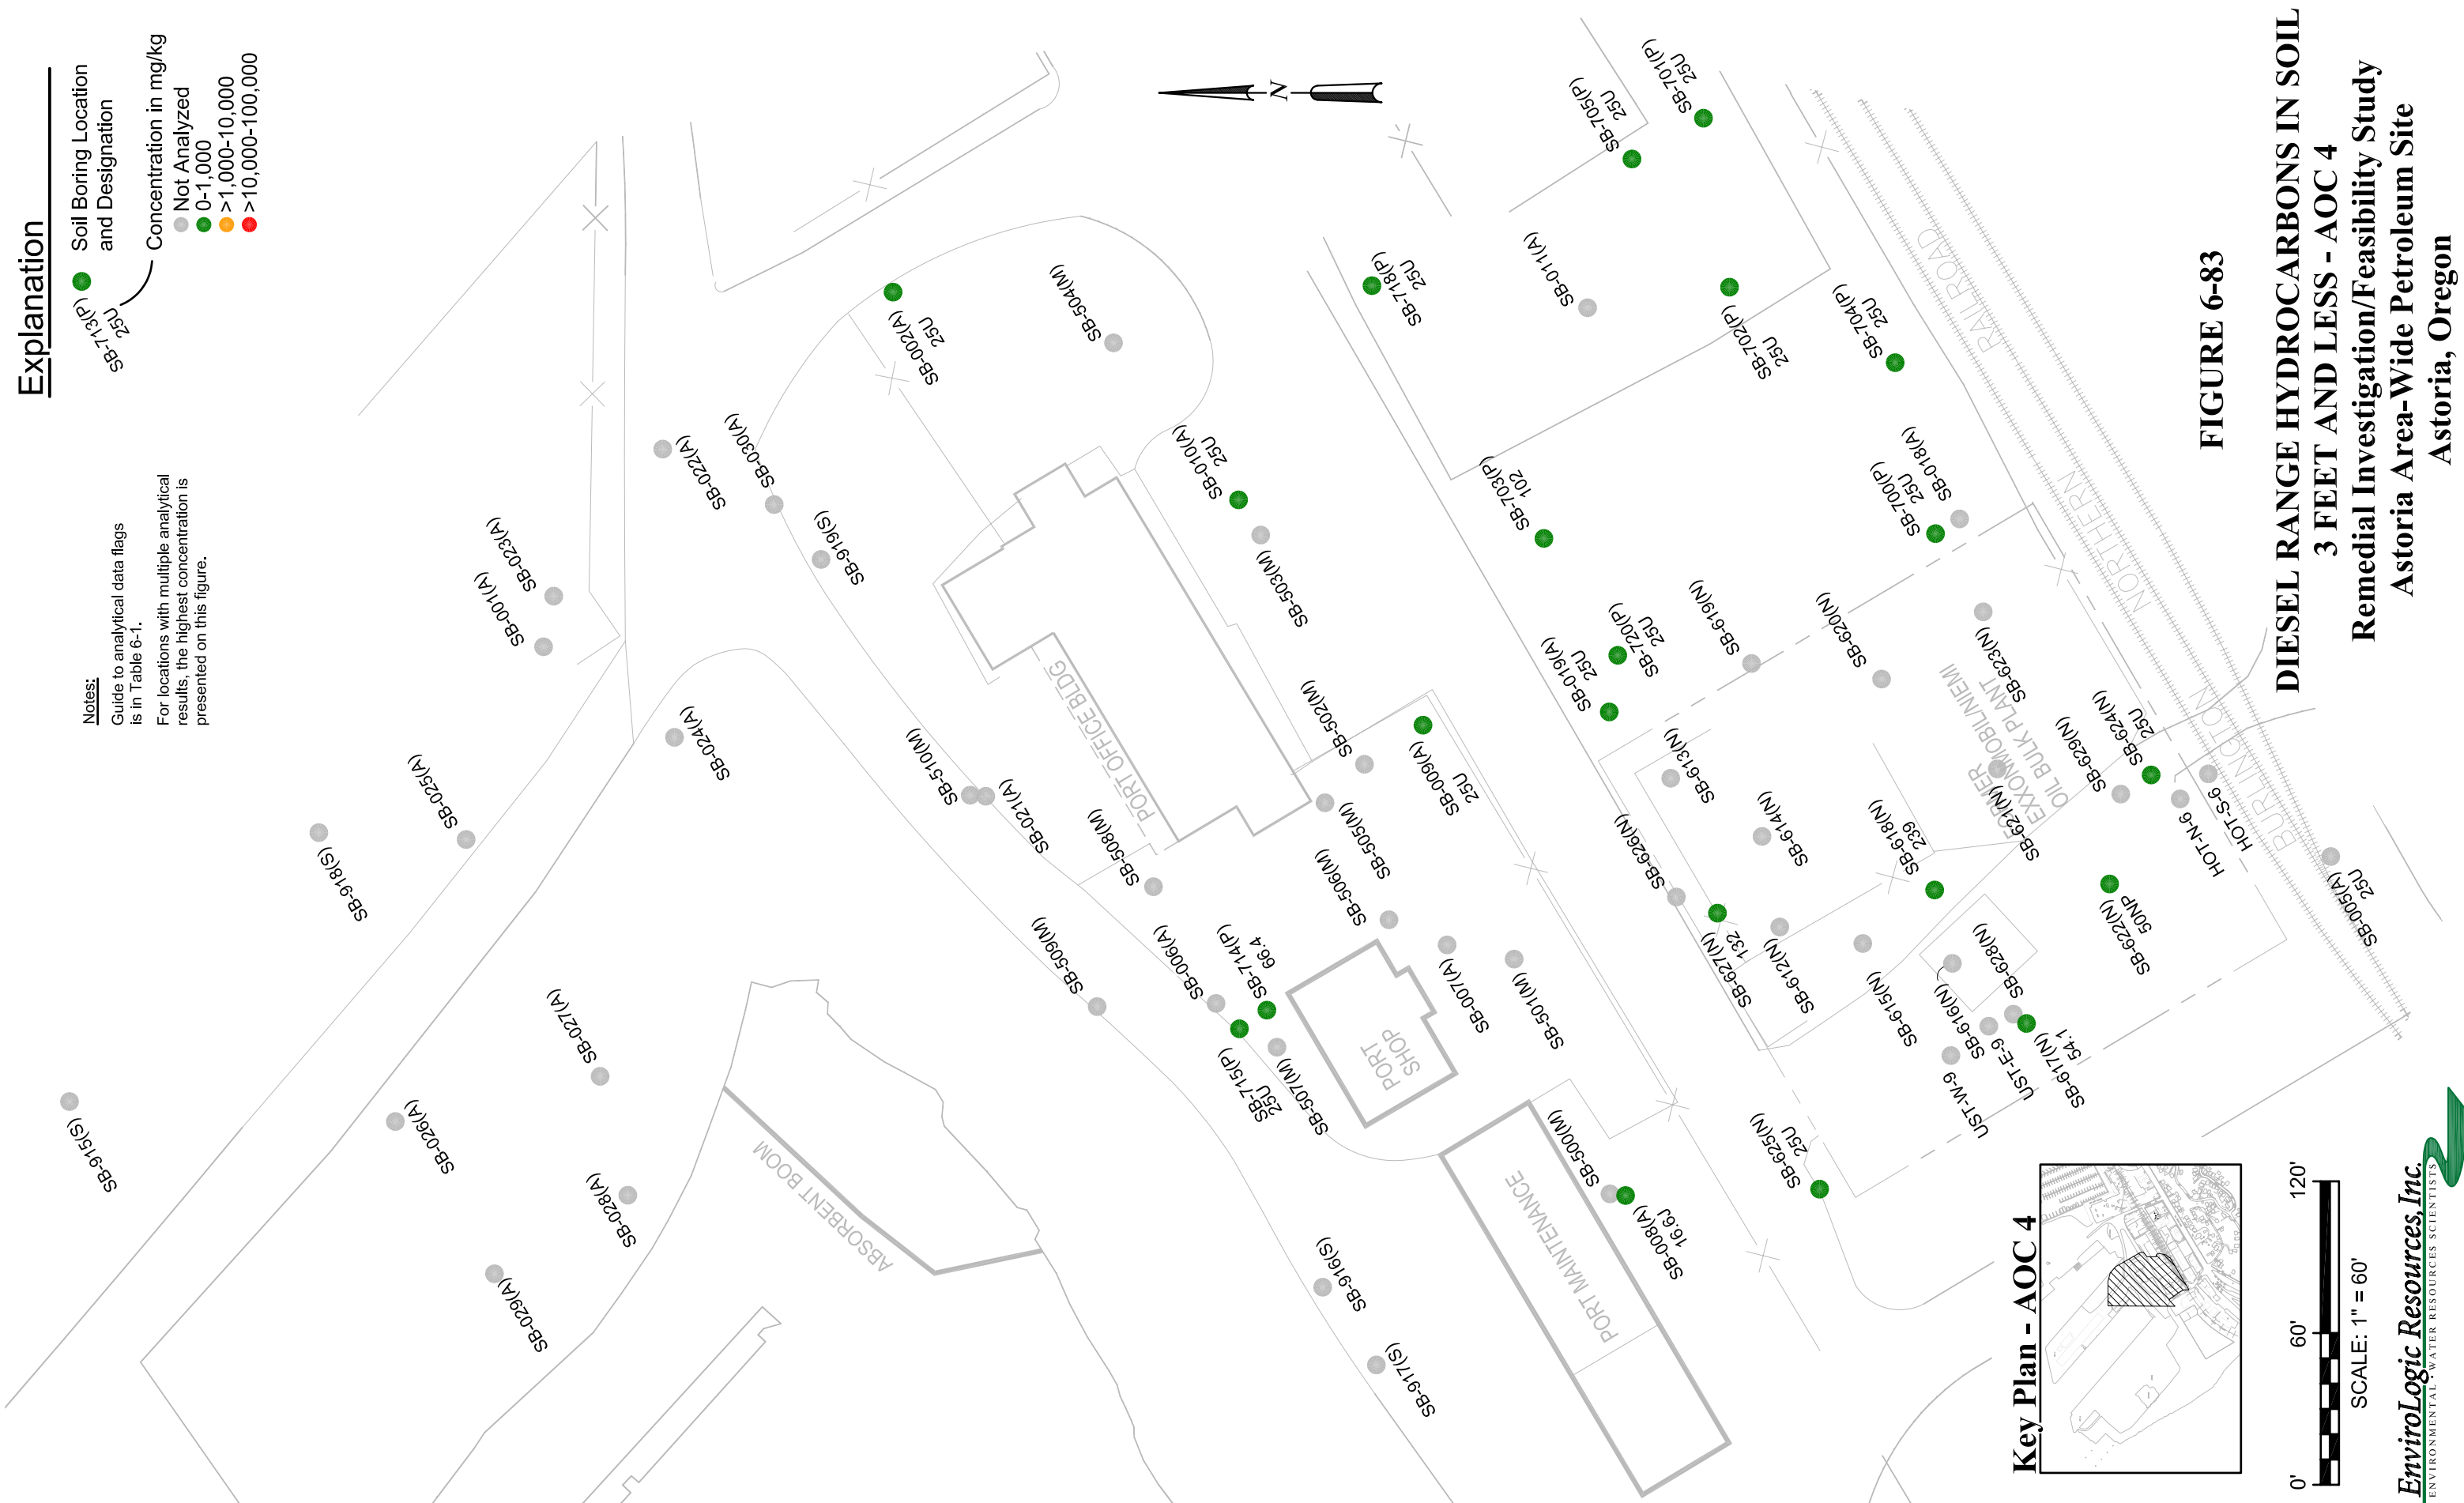 Explanation
SB-713(P)
25U
Soil Boring Location
and Designation
Concentration in mg/kg
Not Analyzed
0-1,000
>1,000-10,000
>10,000-100,000
Notes:
Guide to analytical data flags
is in Table 6-1.
For locations with multiple analytical
results, the highest concentration is
presented on this figure.
N
SB-915(S)
SB-918(S)
SB-026(A)
SB-025(A)
SB-029(A)
SB-001(A)
SB-023(A)
SB-027(A)
SB-028(A)
SB-022(A)
SB-024(A)
SB-030(A)
SB-919(S)
SB-002(A)
25U
SB-510(M)
SB-021(A)
SB-504(M)
SB-509(M)
SB-508(M)
SB-006(A)
SB-714(P)
66.4
SB-715(P)
25U
SB-507(M)
SB-010(A)
25U
SB-503(M)
SB-502(M)
SB-505(M)
SB-506(M)
SB-009(A)
25U
SB-007(A)
SB-501(M)
SB-916(S)
SB-917(S)
SB-500(M)
SB-008(A)
16.6J
SB-718(P)
25U
SB-705(P)
25U
SB-701(P)
25U
SB-011(A)
SB-702(P)
25U
SB-704(P)
25U
SB-703(P)
102
SB-700(P)
25U
SB-018(A)
SB-019(A)
25U
SB-720(P)
25U
SB-619(N)
SB-620(N)
SB-623(N)
SB-613(N)
SB-614(N)
SB-626(N)
SB-627(N)
132
SB-612(N)
SB-618(N)
239
SB-621(N)
SB-615(N)
SB-616(N)
SB-628(N)
UST-W-9
UST-E-9
SB-617(N)
54.1
SB-625(N)
25U
SB-622(N)
50NP
SB-629(N)
SB-624(N)
25U
HOT-N-6
HOT-S-6
SB-005(A)
25U
PORT OFFICE BLDG
PORT
SHOP
PORT MAINTENANCE
ABSORBENT BOOM
FORMER
EXXONMOBIL/NIEMI
OIL BULK PLANT
BURLINGTON
NORTHERN
RAILROAD
Key Plan - AOC 4
0'
60'
120'
SCALE: 1" = 60'
EnviroLogic Resources, Inc.
ENVIRONMENTAL · WATER RESOURCES SCIENTISTS
FIGURE 6-83
DIESEL RANGE HYDROCARBONS IN SOIL
3 FEET AND LESS - AOC 4
Remedial Investigation/Feasibility Study
Astoria Area-Wide Petroleum Site
Astoria, Oregon